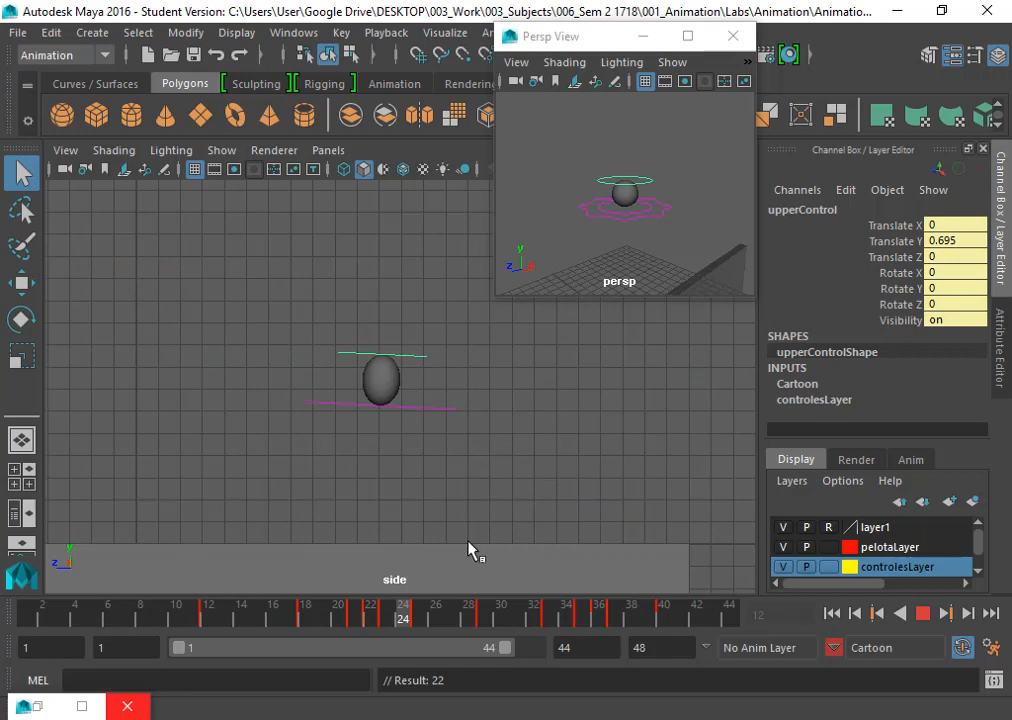 Autodesk Maya 2016 - Student Version: C:\Users\User\Google Drive\DESKTOP\003_Work\003_Subjects\006_Sem 2 1718\001_Animation\Labs\Animation\Animatio...
File Edit Create Select Modify Display Windows Key Playback Visualize
Persp View
Animation
View Shading Lighting Show »
Curves / Surfaces Polygons Sculpting Rigging Animation Rendering
View Shading Lighting Show Renderer Panels
Channel Box / Layer Editor
Channels Edit Object Show
upperControl
Translate X 0
Translate Y 0.695
Translate Z 0
Rotate X 0
Rotate Y 0
Rotate Z 0
Visibility on
SHAPES
upperControlShape
INPUTS
Cartoon
controlesLayer
Channel Box / Layer Editor
Attribute Editor
y
z
persp
Display Render Anim
Layers Options Help
V P R layer1
V P pelotaLayer
V P controlesLayer
y
z
side
2 4 6 8 10 12 14 16 18 20 22 24 26 28 30 32 34 36 38 40 42 44
24
12
1 1 1 44 44 48 No Anim Layer Cartoon
MEL // Result: 22